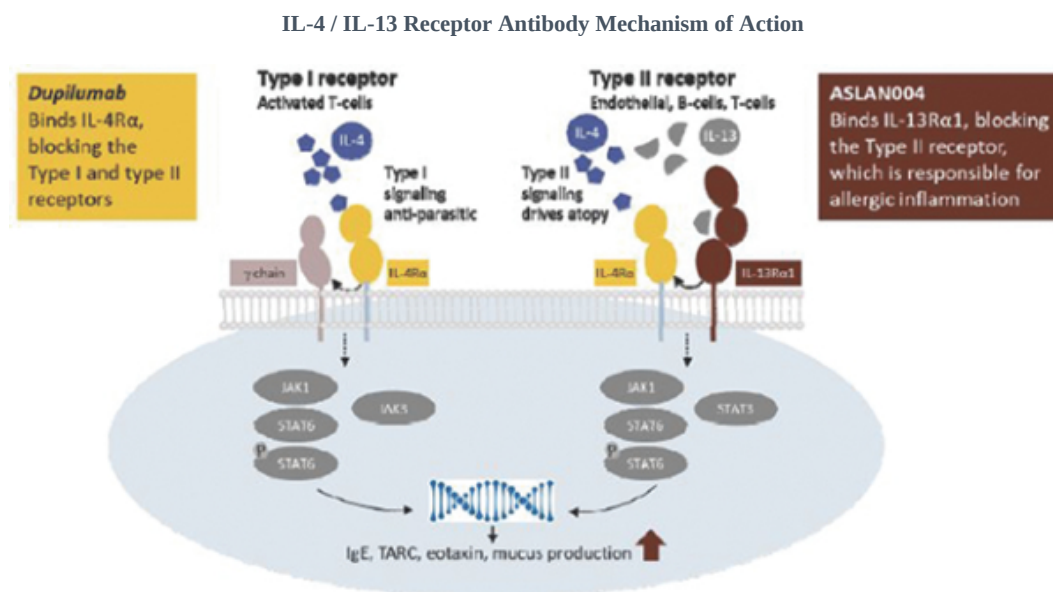 IL-4 / IL-13 Receptor Antibody Mechanism of Action
Dupilumab
Binds IL-4Rα,
blocking the
Type I and type II
receptors
Type I receptor
Activated T-cells
IL-4
Type I
signaling
anti-parasitic
γchain
IL-4Rα
Type II receptor
Endothelial, B-cells, T-cells
IL-4
IL-13
Type II
signaling
drives atopy
IL-4Rα
IL-13Rα1
ASLAN004
Binds IL-13Rα1, blocking
the Type II receptor,
which is responsible for
allergic inflammation
JAK1
JAK3
STAT6
P
STAT6
JAK1
STAT3
STAT6
P
STAT6
IgE, TARC, eotaxin, mucus production